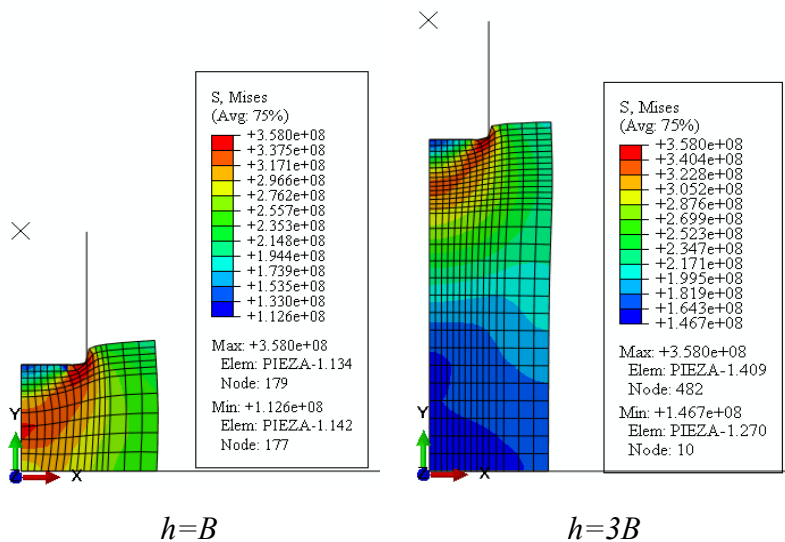 S, Mises
(Avg: 75%)
+3.580e+08
+3.375e+08
+3.171e+08
+2.966e+08
+2.762e+08
+2.557e+08
+2.353e+08
+2.148e+08
+1.944e+08
+1.739e+08
+1.535e+08
+1.330e+08
+1.126e+08
Max: +3.580e+08
Elem: PIEZA-1.134
Node: 179
Min: +1.126e+08
Elem: PIEZA-1.142
Node: 177
Y
X
h=B
S, Mises
(Avg: 75%)
+3.580e+08
+3.404e+08
+3.228e+08
+3.052e+08
+2.876e+08
+2.699e+08
+2.523e+08
+2.347e+08
+2.171e+08
+1.995e+08
+1.819e+08
+1.643e+08
+1.467e+08
Max: +3.580e+08
Elem: PIEZA-1.409
Node: 482
Min: +1.467e+08
Elem: PIEZA-1.270
Node: 10
Y
X
h=3B